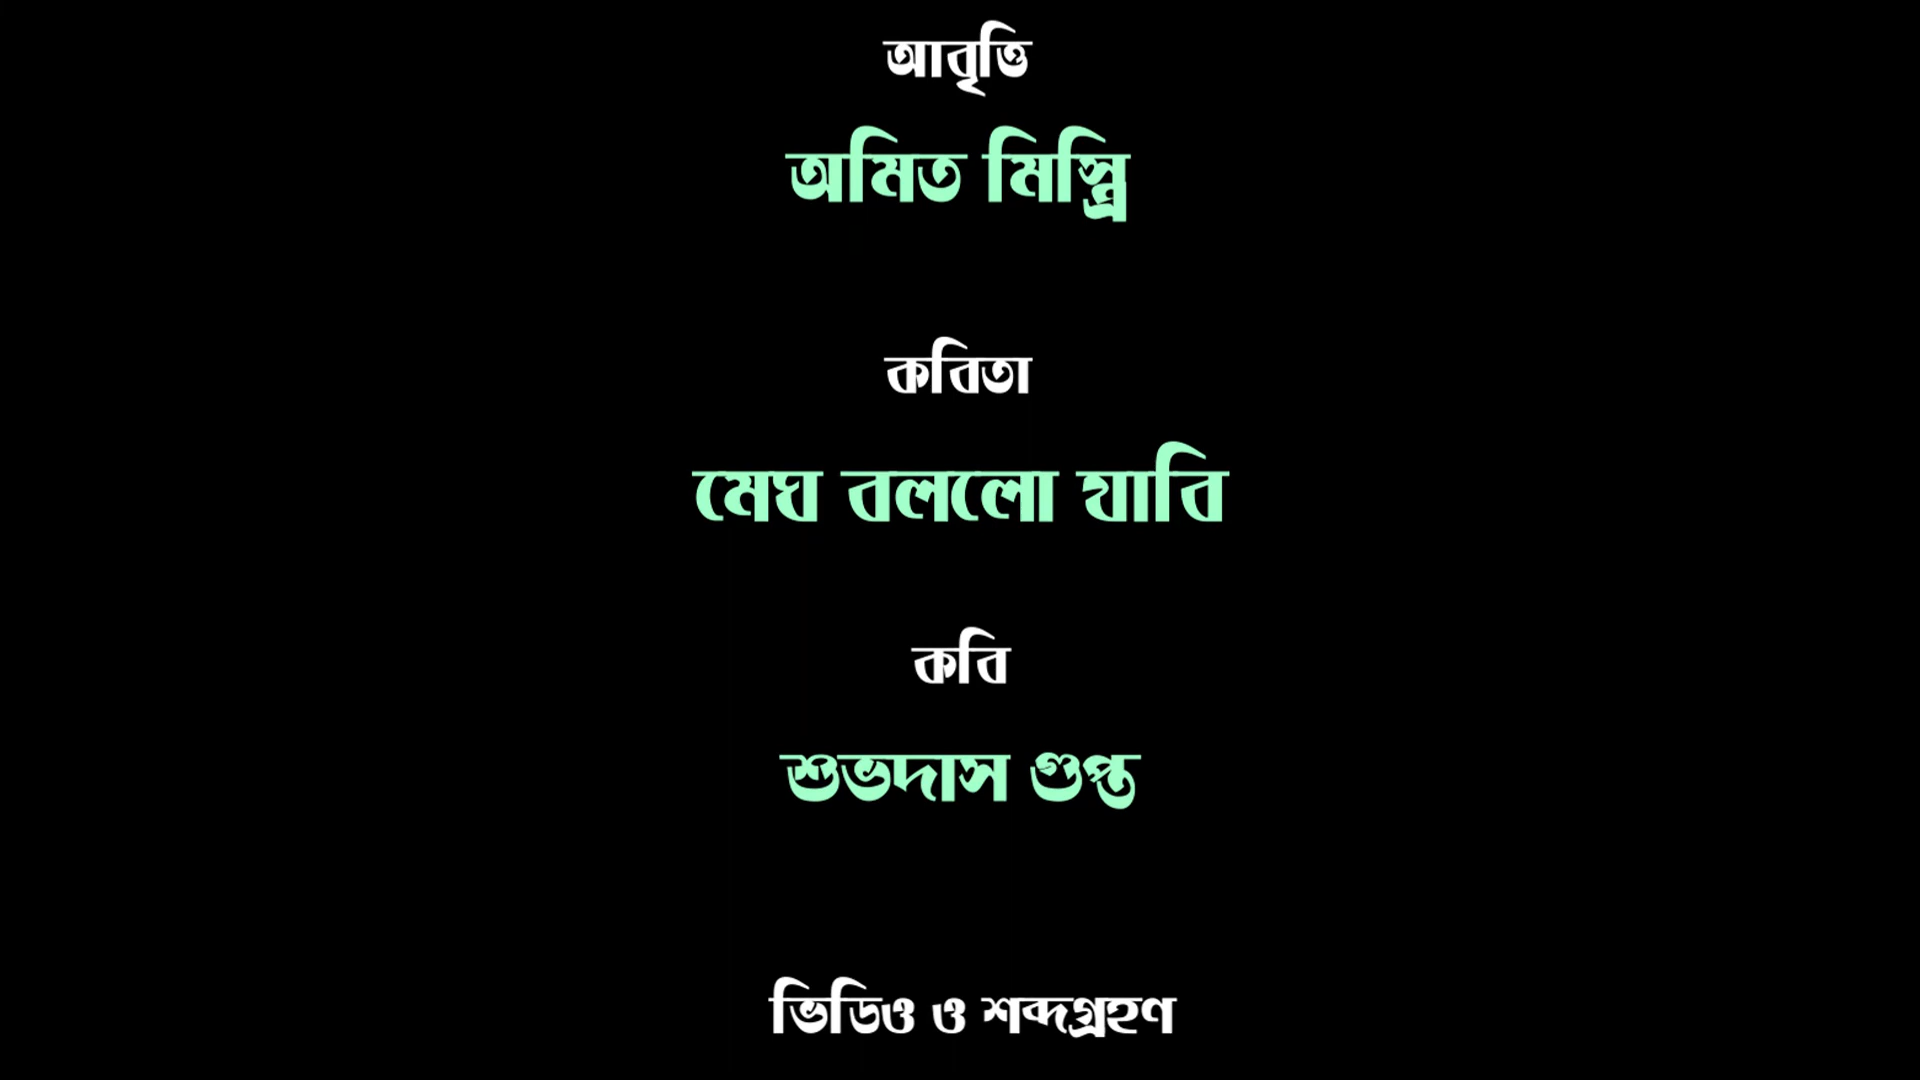 আবৃত্তি
অমিত মিস্ত্রি
কবিতা
মেঘ বললো যাবি
কবি
শুভদাস গুপ্ত
ভিডিও ও শব্দগ্রহণ